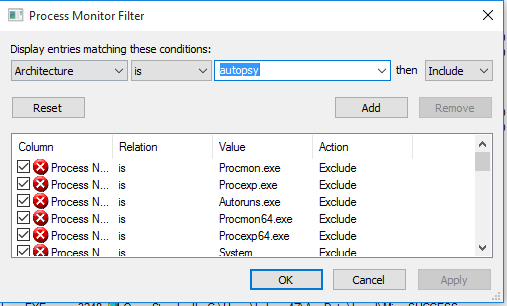 Process Monitor Filter
Display entries matching these conditions:
Architecture is autopsy then Include
Reset Add Remove
Column Relation Value Action
Process N... is Procmon.exe Exclude
Process N... is Procexp.exe Exclude
Process N... is Autoruns.exe Exclude
Process N... is Procmon64.exe Exclude
Process N... is Procexp64.exe Exclude
Process N... is System Exclude
OK Cancel Apply